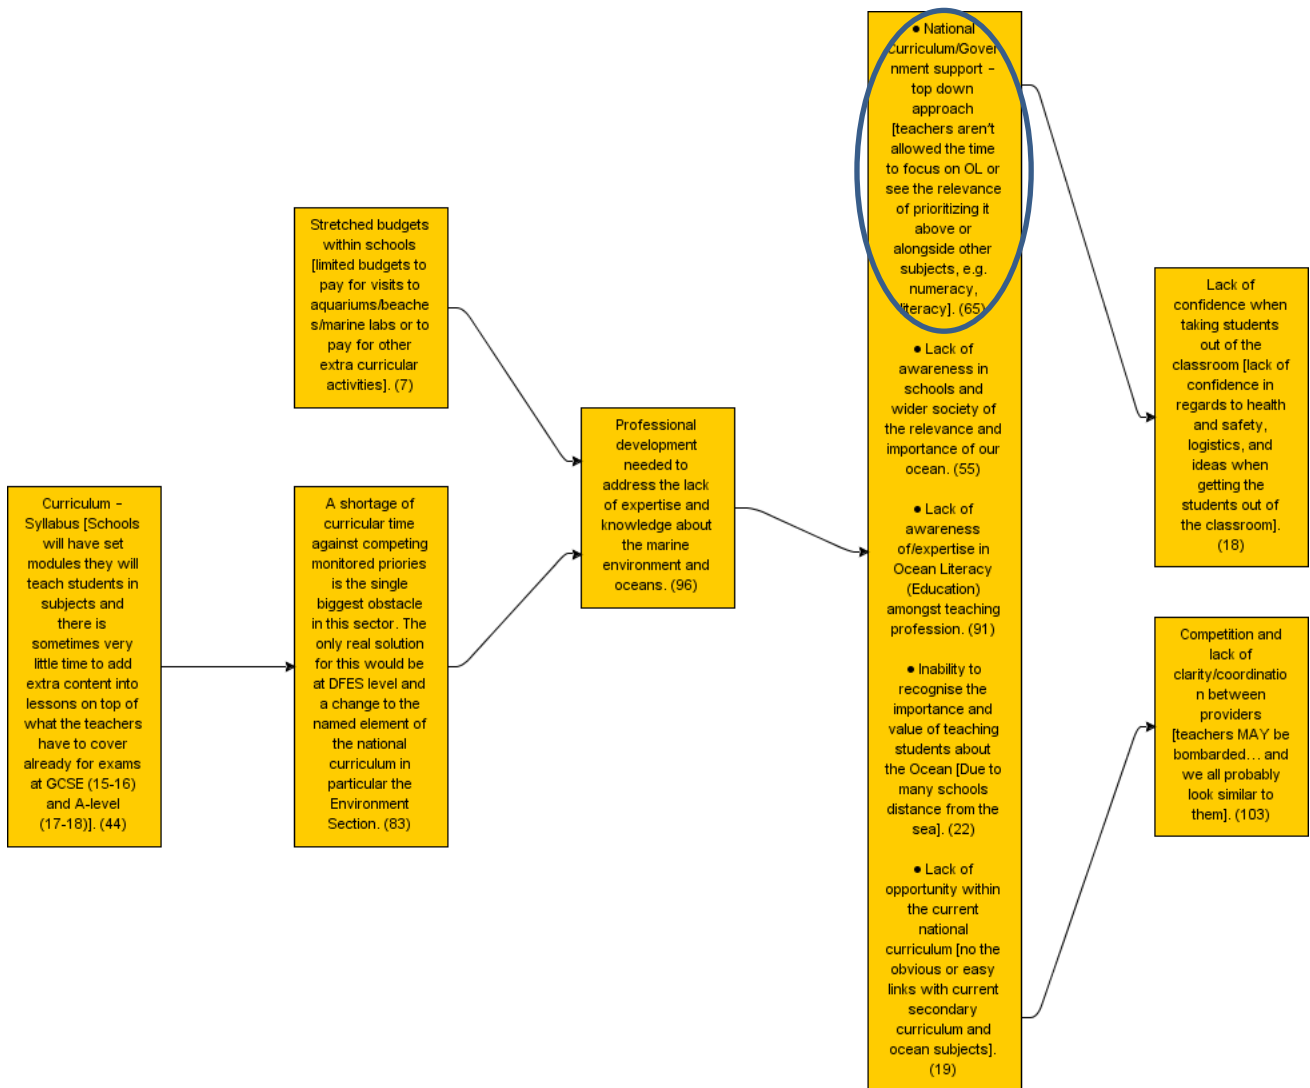 Curriculum –
Syllabus [Schools
will have set
modules they will
teach students in
subjects and
there is
sometimes very
little time to add
extra content into
lessons on top of
what the teachers
have to cover
already for exams
at GCSE (15-16)
and A-level
(17-18)]. (44)
Stretched budgets
within schools
[limited budgets to
pay for visits to
aquariums/beache
s/marine labs or to
pay for other
extra curricular
activities]. (7)
A shortage of
curricular time
against competing
monitored priories
is the single
biggest obstacle
in this sector. The
only real solution
for this would be
at DFES level and
a change to the
named element of
the national
curriculum in
particular the
Environment
Section. (83)
Professional
development
needed to
address the lack
of expertise and
knowledge about
the marine
environment and
oceans. (96)
● National
Curriculum/Gover
nment support –
top down
approach
[teachers aren't
allowed the time
to focus on OL or
see the relevance
of prioritizing it
above or
alongside other
subjects, e.g.
numeracy,
literacy]. (65)
● Lack of
awareness in
schools and
wider society of
the relevance and
importance of our
ocean. (55)
● Lack of
awareness
of/expertise in
Ocean Literacy
(Education)
amongst teaching
profession. (91)
● Inability to
recognise the
importance and
value of teaching
students about
the Ocean [Due to
many schools
distance from the
sea]. (22)
● Lack of
opportunity within
the current
national
curriculum [no the
obvious or easy
links with current
secondary
curriculum and
ocean subjects].
(19)
Lack of
confidence when
taking students
out of the
classroom [lack of
confidence in
regards to health
and safety,
logistics, and
ideas when
getting the
students out of
the classroom].
(18)
Competition and
lack of
clarity/coordinatio
n between
providers
[teachers MAY be
bombarded... and
we all probably
look similar to
them]. (103)